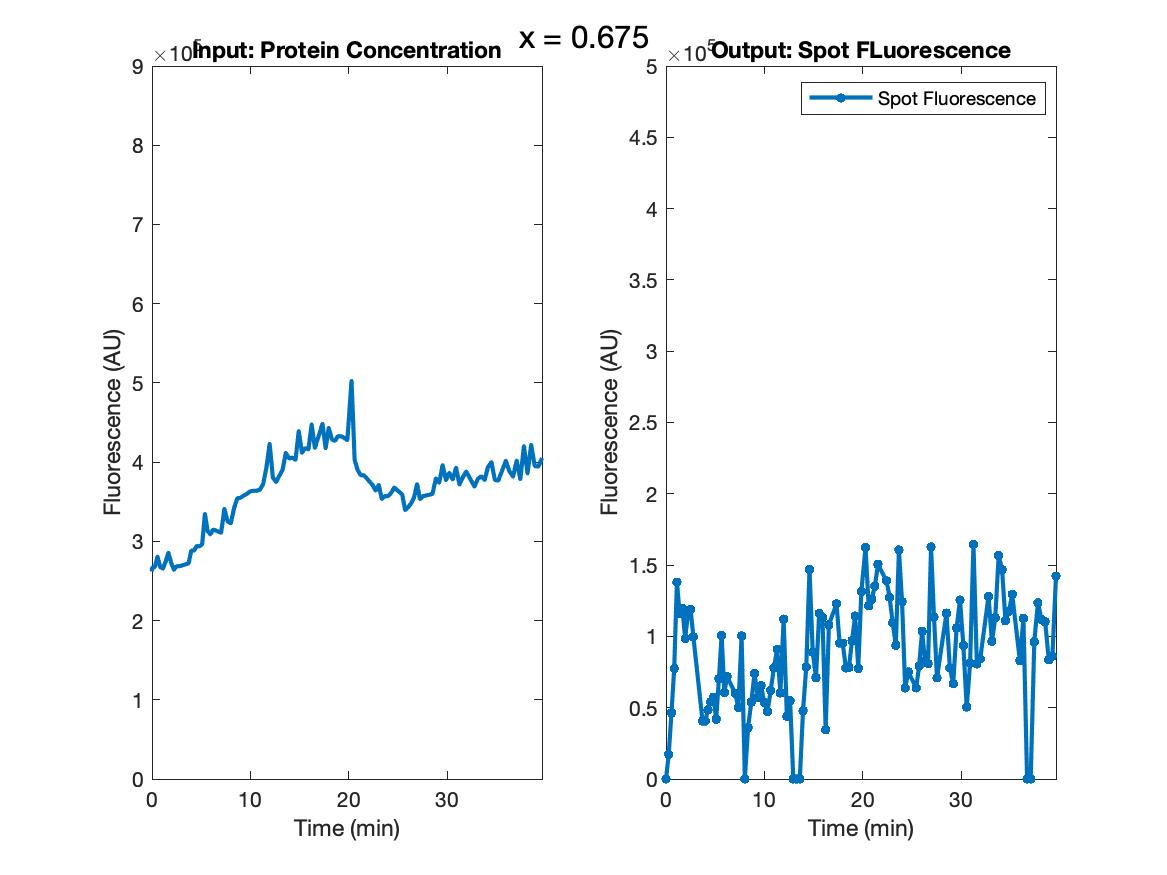 x = 0.675
×10⁵
Input: Protein Concentration
9
8
7
6
5
4
3
2
1
0
Fluorescence (AU)
0 10 20 30
Time (min)
×10⁵
Output: Spot FLuorescence
Spot Fluorescence
5
4.5
4
3.5
3
2.5
2
1.5
1
0.5
0
Fluorescence (AU)
0 10 20 30
Time (min)